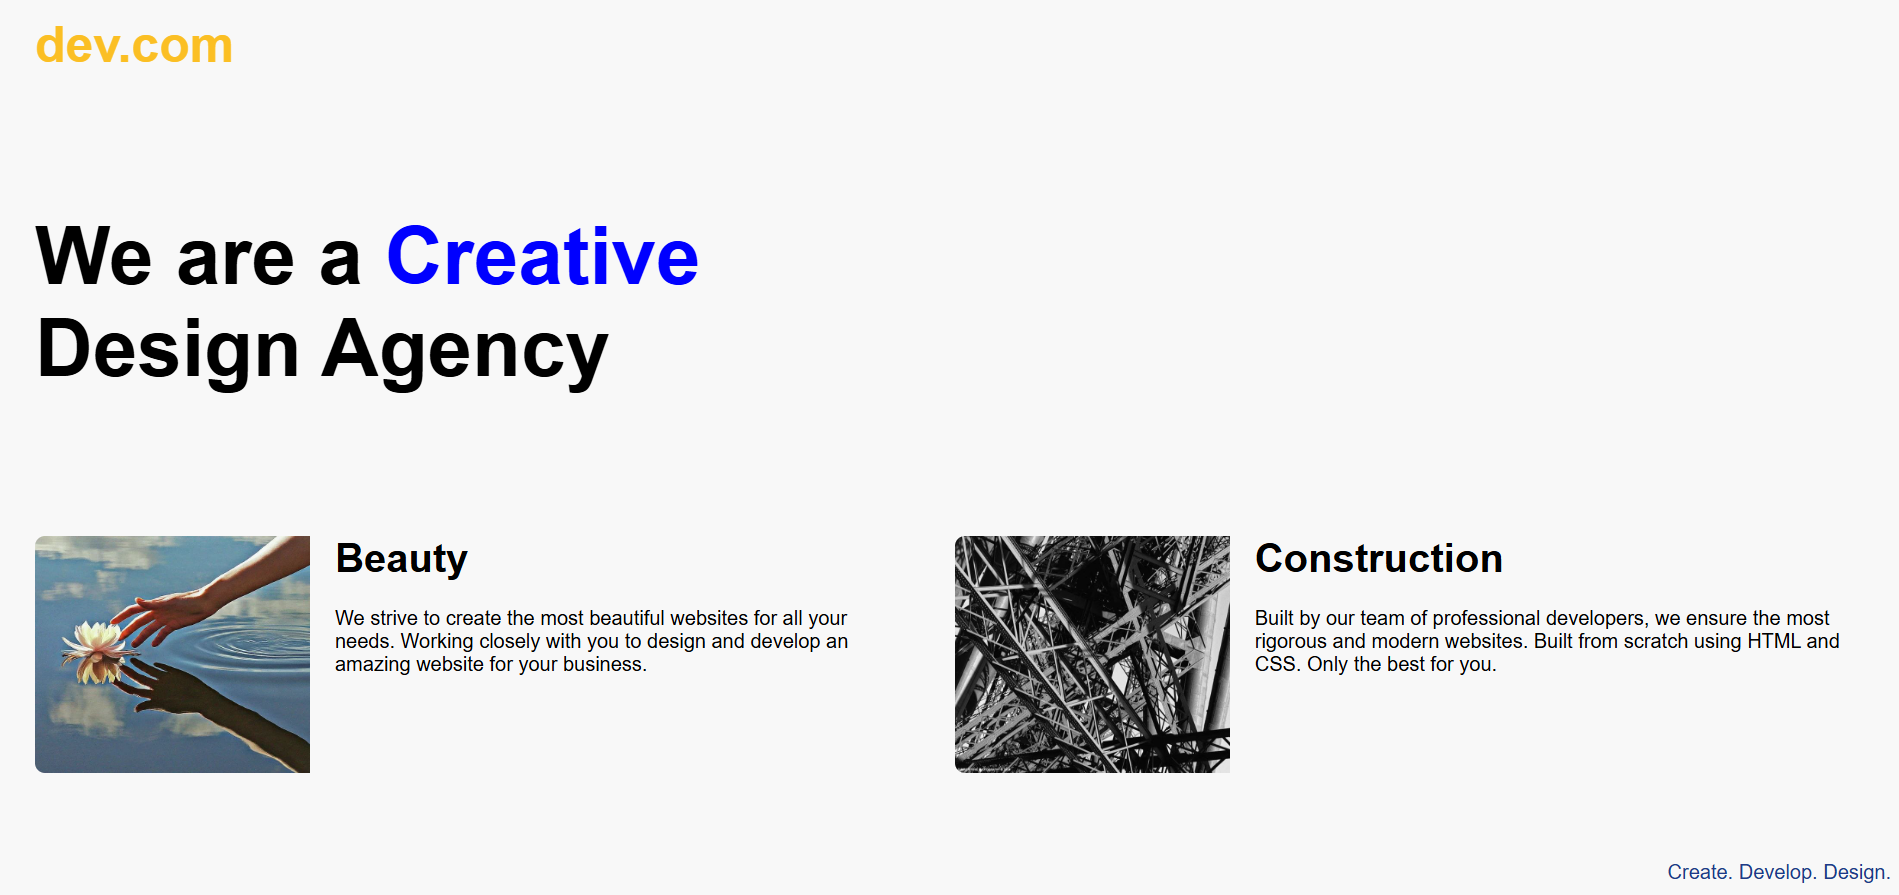 dev.com
We are a Creative
Design Agency
Beauty
We strive to create the most beautiful websites for all your
needs. Working closely with you to design and develop an
amazing website for your business.
Construction
Built by our team of professional developers, we ensure the most
rigorous and modern websites. Built from scratch using HTML and
CSS. Only the best for you.
Create. Develop. Design.